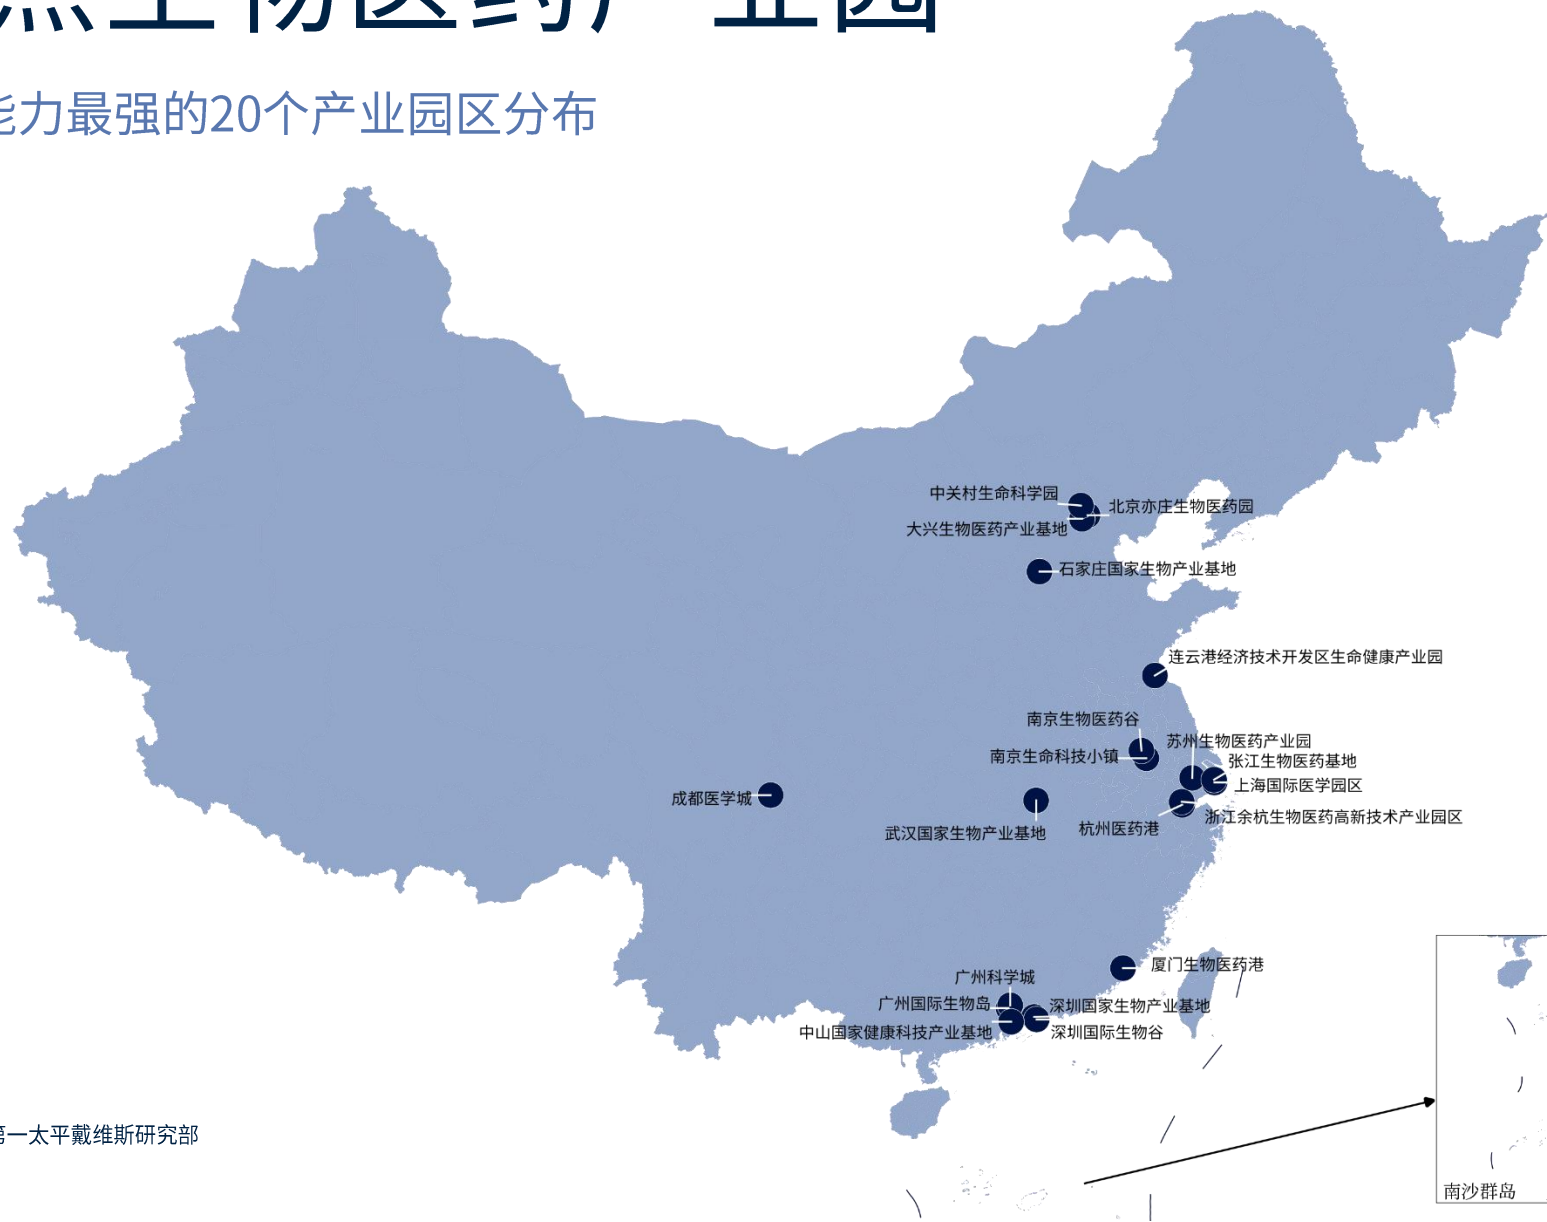 点生物医药产业园
能力最强的20个产业园区分布
中关村生命科学园
北京亦庄生物医药园
大兴生物医药产业基地
石家庄国家生物产业基地
连云港经济技术开发区生命健康产业园
南京生物医药谷
苏州生物医药产业园
南京生命科技小镇
张江生物医药基地
上海国际医学园区
成都医学城
浙江余杭生物医药高新技术产业园区
杭州医药港
武汉国家生物产业基地
厦门生物医药港
广州科学城
广州国际生物岛
深圳国家生物产业基地
中山国家健康科技产业基地
深圳国际生物谷
第一太平戴维斯研究部
南沙群岛